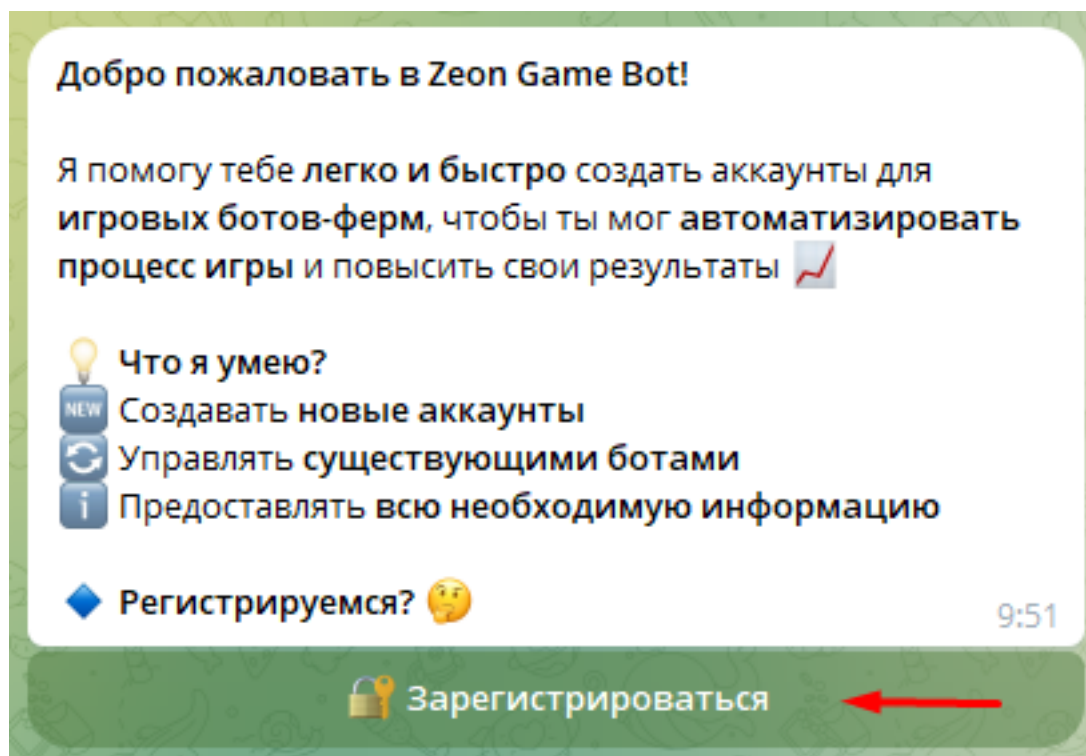 Добро пожаловать в Zeon Game Bot!
Я помогу тебе легко и быстро создать аккаунты для
игровых ботов-ферм, чтобы ты мог автоматизировать
процесс игры и повысить свои результаты 📈
💡 Что я умею?
🆕 Создавать новые аккаунты
🔄 Управлять существующими ботами
ℹ️ Предоставлять всю необходимую информацию
🔷 Регистрируемся? 🤔
9:51
🔐 Зарегистрироваться